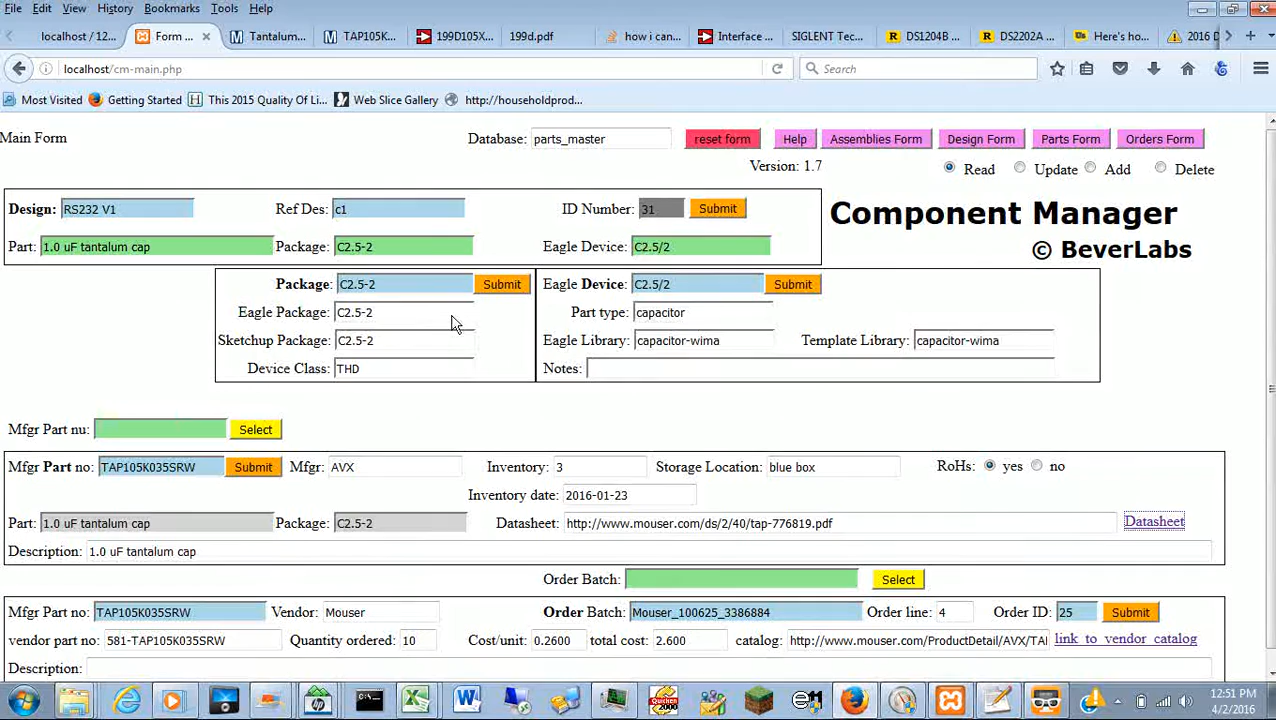 File Edit View History Bookmarks Tools Help
localhost / 12... Form ... Tantalum... TAP105K... 199D105X... 199d.pdf how i can... Interface ... SIGLENT Tec... DS1204B ... DS2202A ... Here's ho... 2016 D
localhost/cm-main.php Search
Most Visited Getting Started This 2015 Quality Of Li... Web Slice Gallery http://householdprod...
Main Form Database: parts_master reset form Help Assemblies Form Design Form Parts Form Orders Form
Version: 1.7 Read Update Add Delete
Design: RS232 V1 Ref Des: c1 ID Number: 31 Submit
Component Manager
Part: 1.0 uF tantalum cap Package: C2.5-2 Eagle Device: C2.5/2
© BeverLabs
Package: C2.5-2 Submit Eagle Device: C2.5/2 Submit
Eagle Package: C2.5-2 Part type: capacitor
Sketchup Package: C2.5-2 Eagle Library: capacitor-wima Template Library: capacitor-wima
Device Class: THD Notes:
Mfgr Part nu: Select
Mfgr Part no: TAP105K035SRW Submit Mfgr: AVX Inventory: 3 Storage Location: blue box RoHs: yes no
Inventory date: 2016-01-23
Part: 1.0 uF tantalum cap Package: C2.5-2 Datasheet: http://www.mouser.com/ds/2/40/tap-776819.pdf Datasheet
Description: 1.0 uF tantalum cap
Order Batch: Select
Mfgr Part no: TAP105K035SRW Vendor: Mouser Order Batch: Mouser_100625_3386884 Order line: 4 Order ID: 25 Submit
vendor part no: 581-TAP105K035SRW Quantity ordered: 10 Cost/unit: 0.2600 total cost: 2.600 catalog: http://www.mouser.com/ProductDetail/AVX/TAI link_to_vendor_catalog
Description:
12:51 PM
4/2/2016